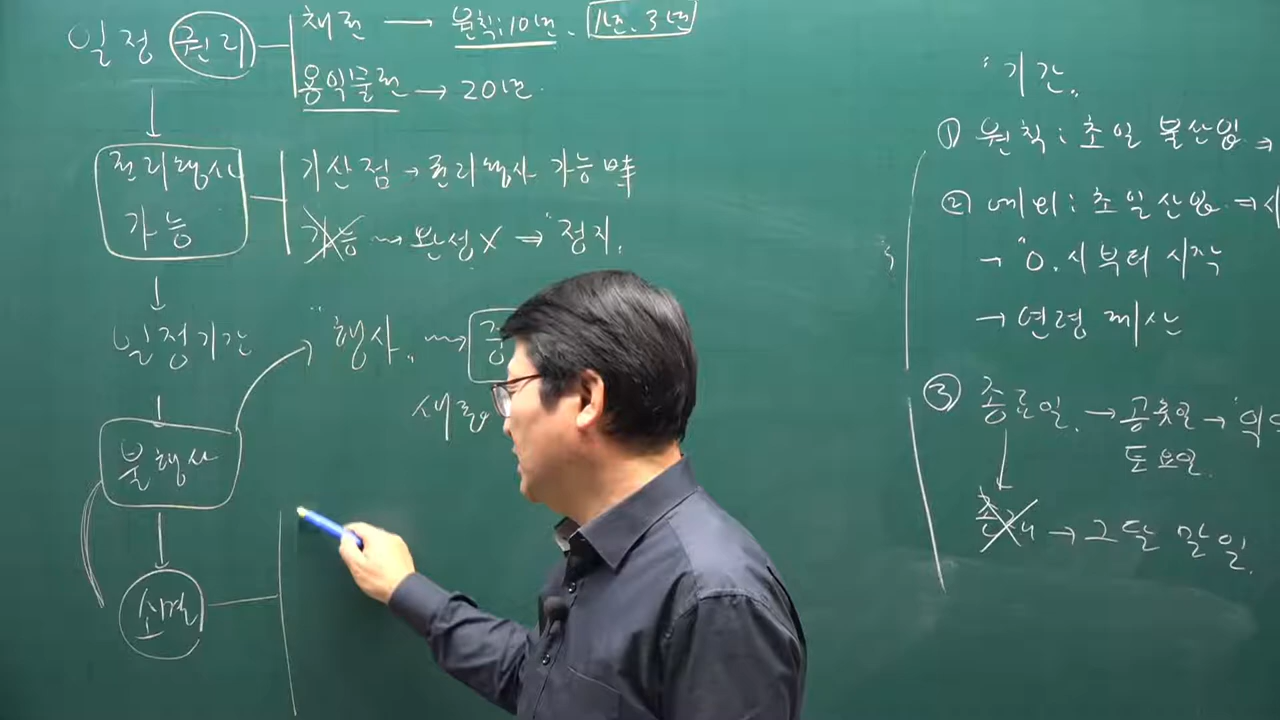 일정 권리
채권 → 원칙:10년, 1년, 3년
용익물권 → 20년.
권리행사
가능
기산점 → 권리행사 가능 때
가능 완성X ⇒ "정지.
일정기간
"행사.
새로
불행사
소멸
"기간.
① 원칙: 초일 불산입 ⇒
② 예외: 초일 산입 ⇒
→ "0.시부터 시작
→ 연령 계산
③ 종료일. → 공휴일 →
토요일.
→ 그달 말일.